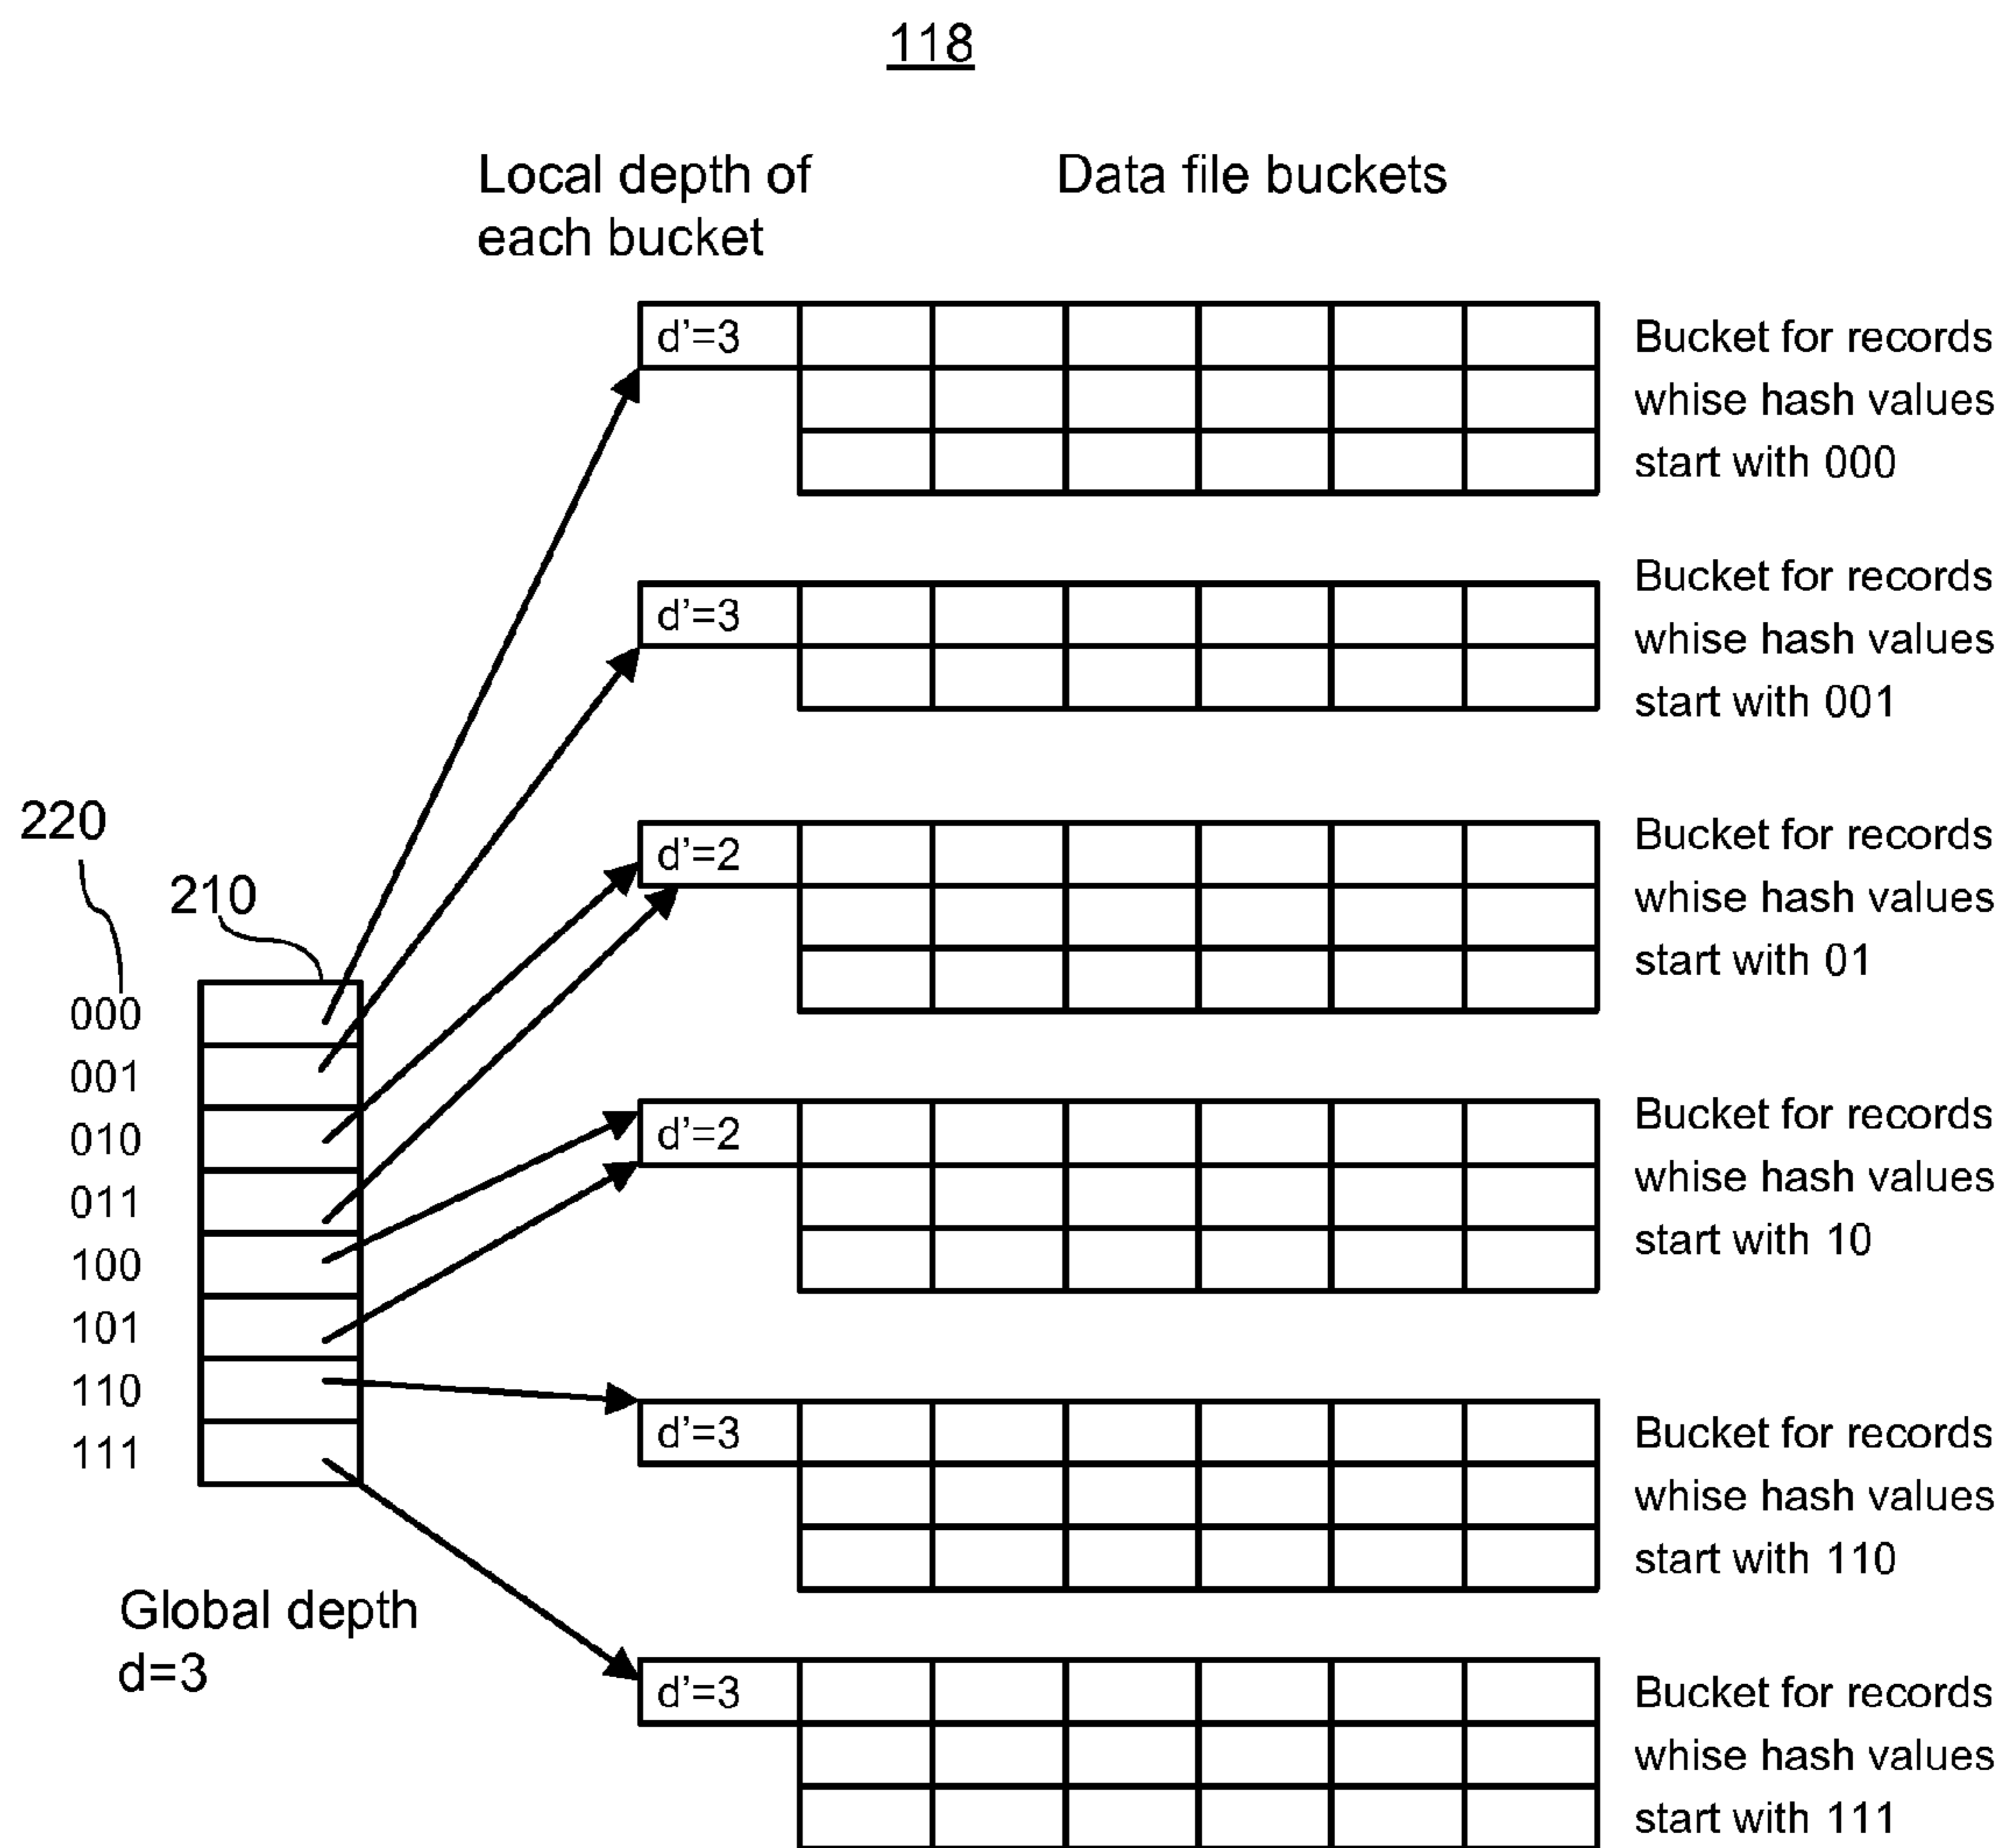 118
Local depth of
each bucket
Data file buckets
d'=3
Bucket for records
whise hash values
start with 000
d'=3
Bucket for records
whise hash values
start with 001
d'=2
Bucket for records
whise hash values
start with 01
220
210
000
001
010
011
100
101
110
111
d'=2
Bucket for records
whise hash values
start with 10
d'=3
Bucket for records
whise hash values
start with 110
Global depth
d=3
d'=3
Bucket for records
whise hash values
start with 111